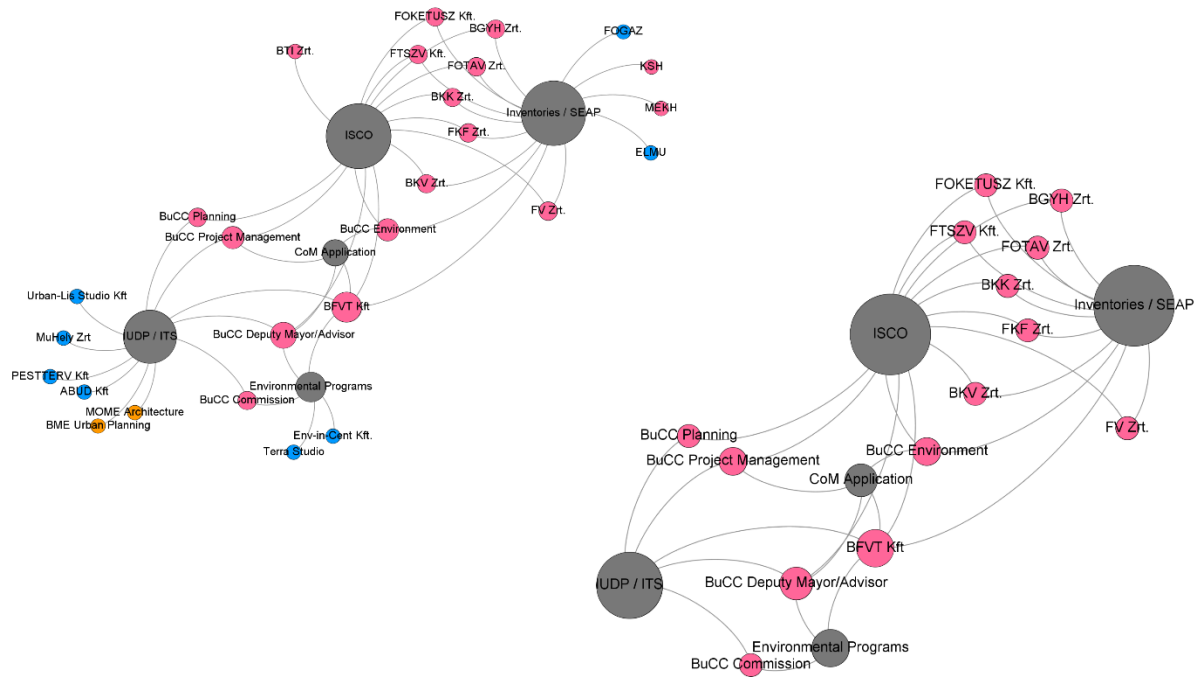 FOKETUSZ Kft.
BGYH Zrt.
FOGAZ
BTI Zrt.
FTSZV Kft.
FOTAV Zrt.
KSH
BKK Zrt.
Inventories / SEAP
MEKH
ISCO
FKF Zrt.
ELMU
BKV Zrt.
FV Zrt.
BuCC Planning
BuCC Project Management
BuCC Environment
CoM Application
Urban-Lis Studio Kft
BFVT Kft
MuHely Zrt
IUDP / ITS
BuCC Deputy Mayor/Advisor
PESTTERV Kft
ABUD Kft
Environmental Programs
BuCC Commission
MOME Architecture
BME Urban Planning
Env-in-Cent Kft.
Terra Studio
FOKETUSZ Kft.
BGYH Zrt.
FTSZV Kft.
FOTAV Zrt.
BKK Zrt.
Inventories / SEAP
ISCO
FKF Zrt.
BKV Zrt.
FV Zrt.
BuCC Planning
BuCC Project Management
BuCC Environment
CoM Application
BFVT Kft
IUDP / ITS
BuCC Deputy Mayor/Advisor
Environmental Programs
BuCC Commission